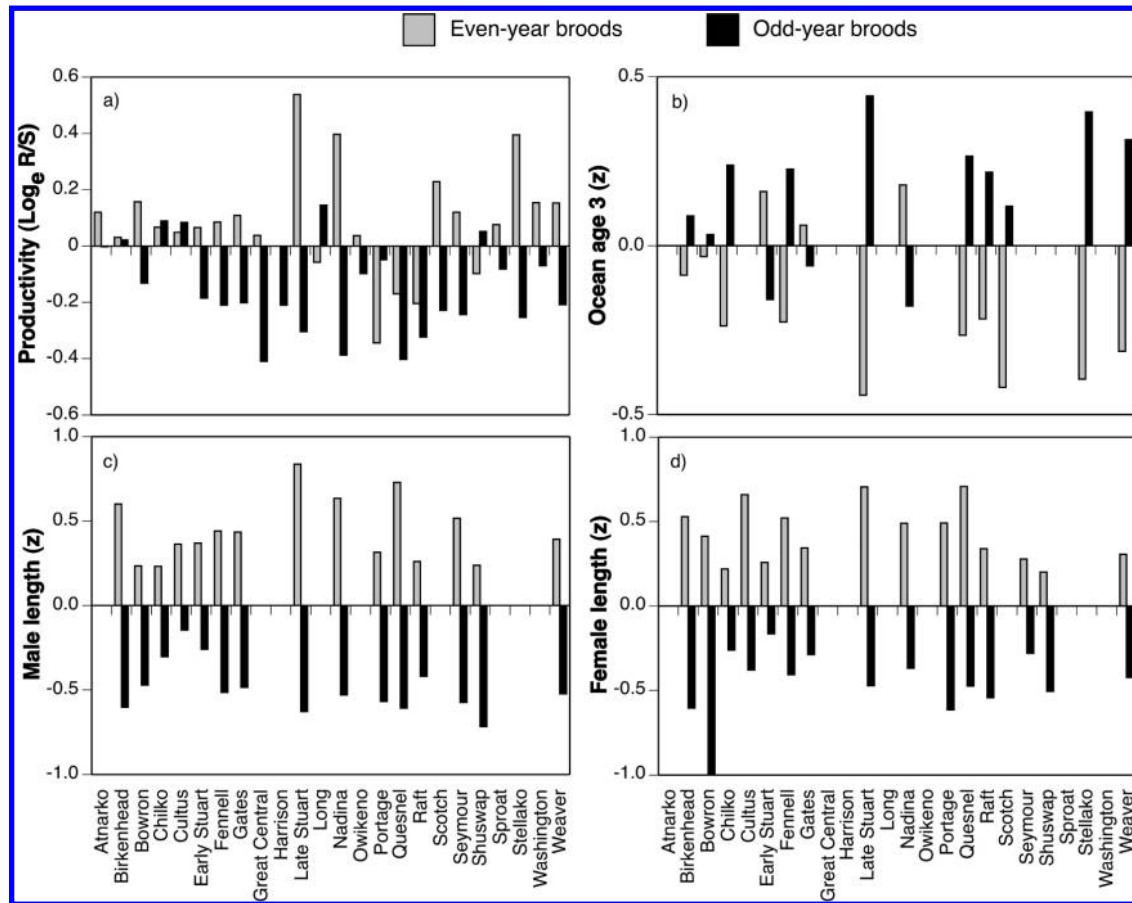 Even-year broods Odd-year broods
a)
Productivity (Loge R/S)
0.6
0.4
0.2
0
-0.2
-0.4
-0.6
b)
Ocean age 3 (z)
0.5
0.0
-0.5
c)
Male length (z)
1.0
0.5
0.0
-0.5
-1.0
d)
Female length (z)
1.0
0.5
0.0
-0.5
-1.0
Atnarko
Birkenhead
Bowron
Chilko
Cultus
Early Stuart
Fennell
Gates
Great Central
Harrison
Late Stuart
Long
Nadina
Owikeno
Portage
Quesnel
Raft
Scotch
Seymour
Shuswap
Sproat
Stellako
Washington
Weaver
Atnarko
Birkenhead
Bowron
Chilko
Cultus
Early Stuart
Fennell
Gates
Great Central
Harrison
Late Stuart
Long
Nadina
Owikeno
Portage
Quesnel
Raft
Scotch
Seymour
Shuswap
Sproat
Stellako
Washington
Weaver